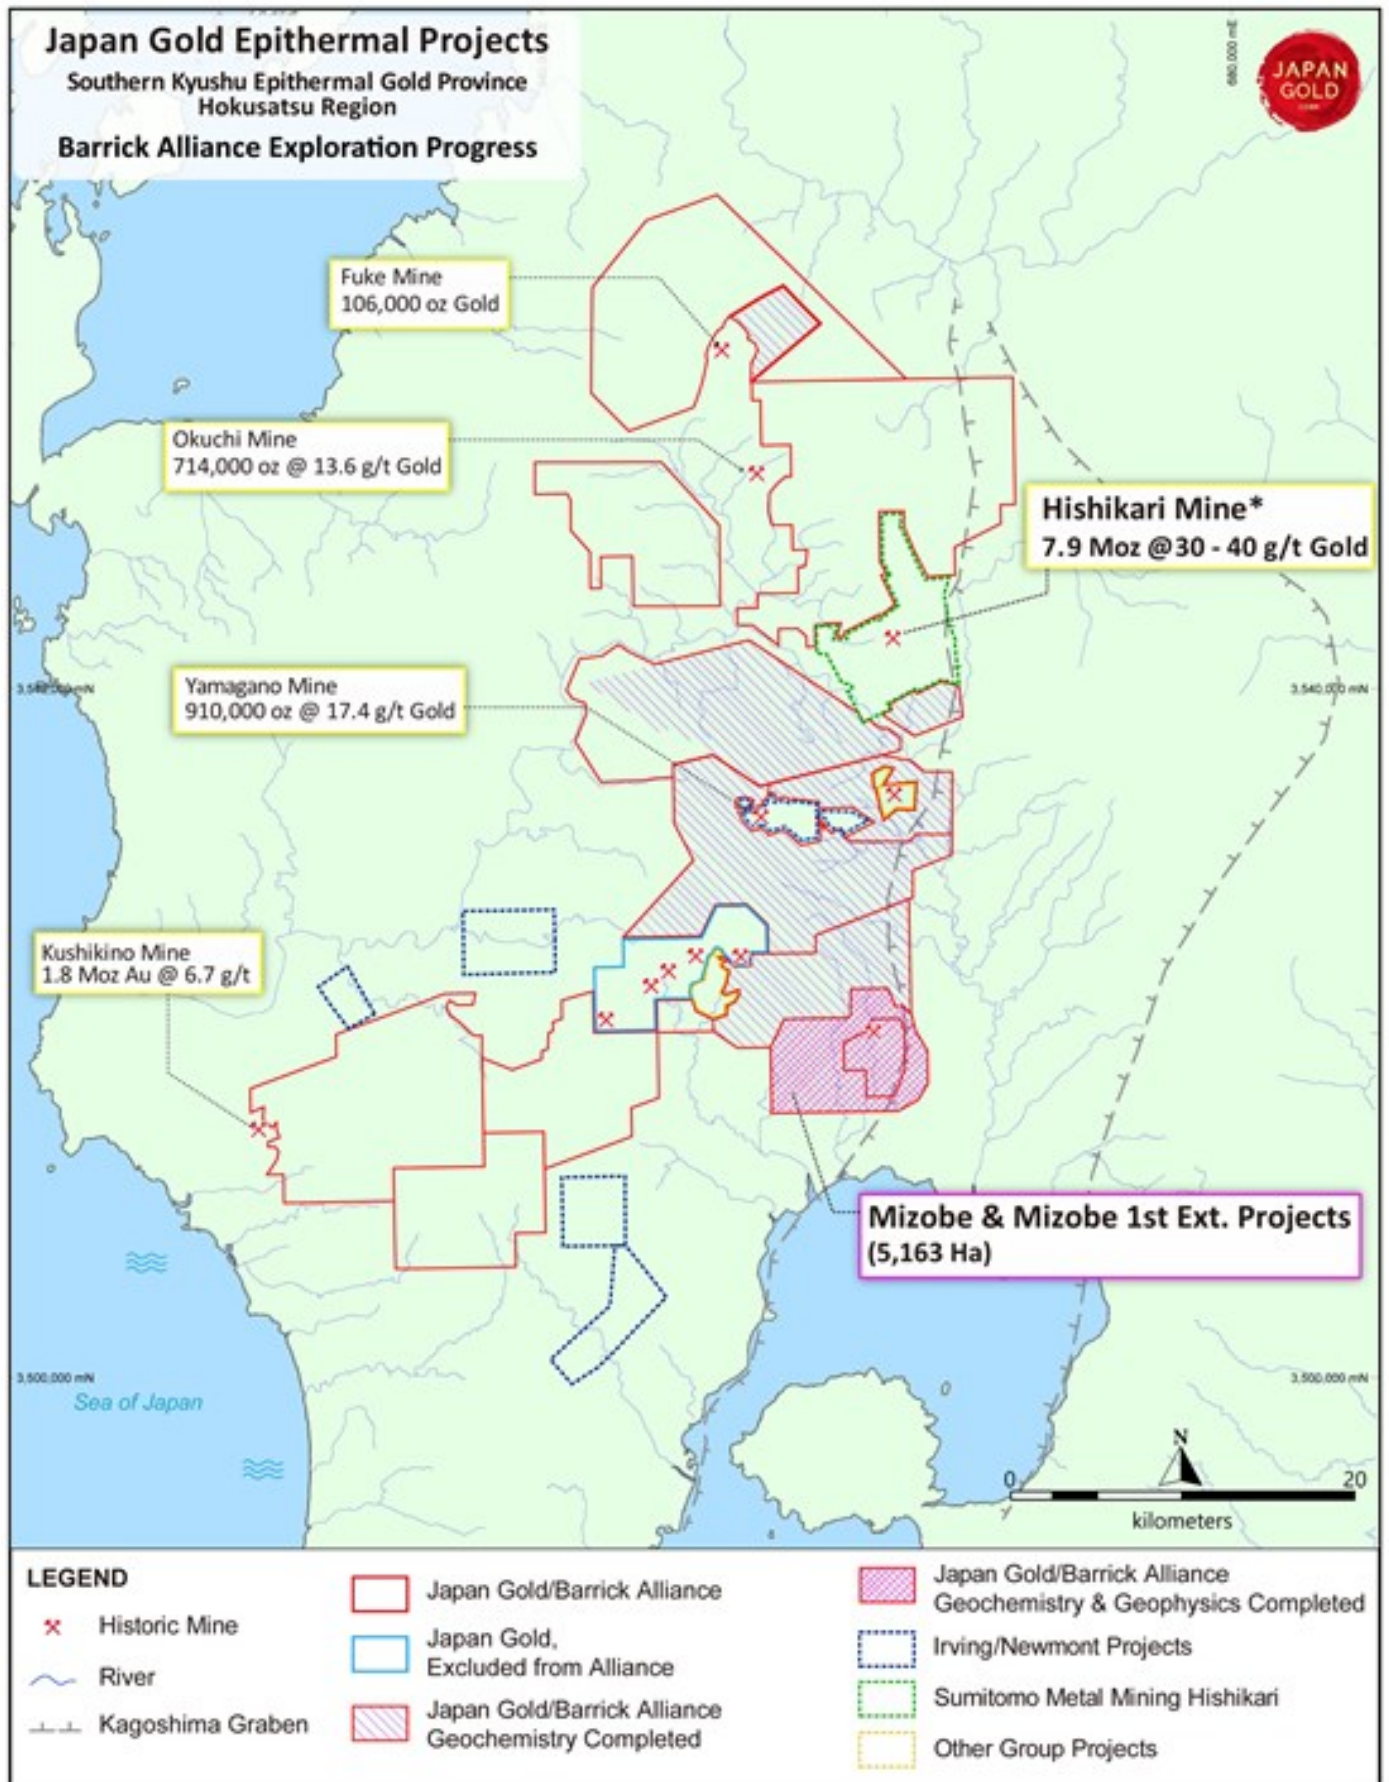 Japan Gold Epithermal Projects
Southern Kyushu Epithermal Gold Province
Hokusatsu Region
Barrick Alliance Exploration Progress
680,000 mE
JAPAN
GOLD
Fuke Mine
106,000 oz Gold
Okuchi Mine
714,000 oz @ 13.6 g/t Gold
Hishikari Mine*
7.9 Moz @30 - 40 g/t Gold
Yamagano Mine
910,000 oz @ 17.4 g/t Gold
3,540,000 mN
Kushikino Mine
1.8 Moz Au @ 6.7 g/t
Mizobe & Mizobe 1st Ext. Projects
(5,163 Ha)
3,500,000 mN
3,500,000 mN
Sea of Japan
N
0 20
kilometers
LEGEND
Historic Mine
River
Kagoshima Graben
Japan Gold/Barrick Alliance
Japan Gold,
Excluded from Alliance
Japan Gold/Barrick Alliance
Geochemistry Completed
Japan Gold/Barrick Alliance
Geochemistry & Geophysics Completed
Irving/Newmont Projects
Sumitomo Metal Mining Hishikari
Other Group Projects